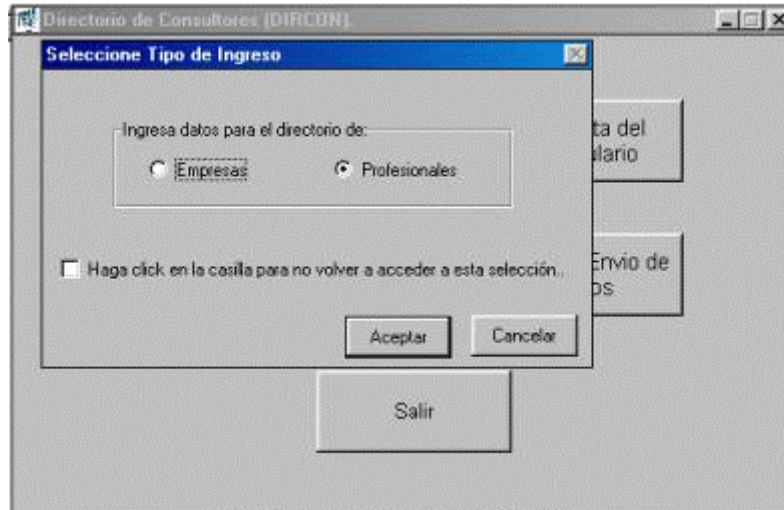 Directorio de Consultores (DIRCON).
Seleccione Tipo de Ingreso
Ingresa datos para el directorio de:
Empresas
Profesionales
ta del
ulario
Haga click en la casilla para no volver a acceder a esta selección..
Envio de
os
Aceptar
Cancelar
Salir